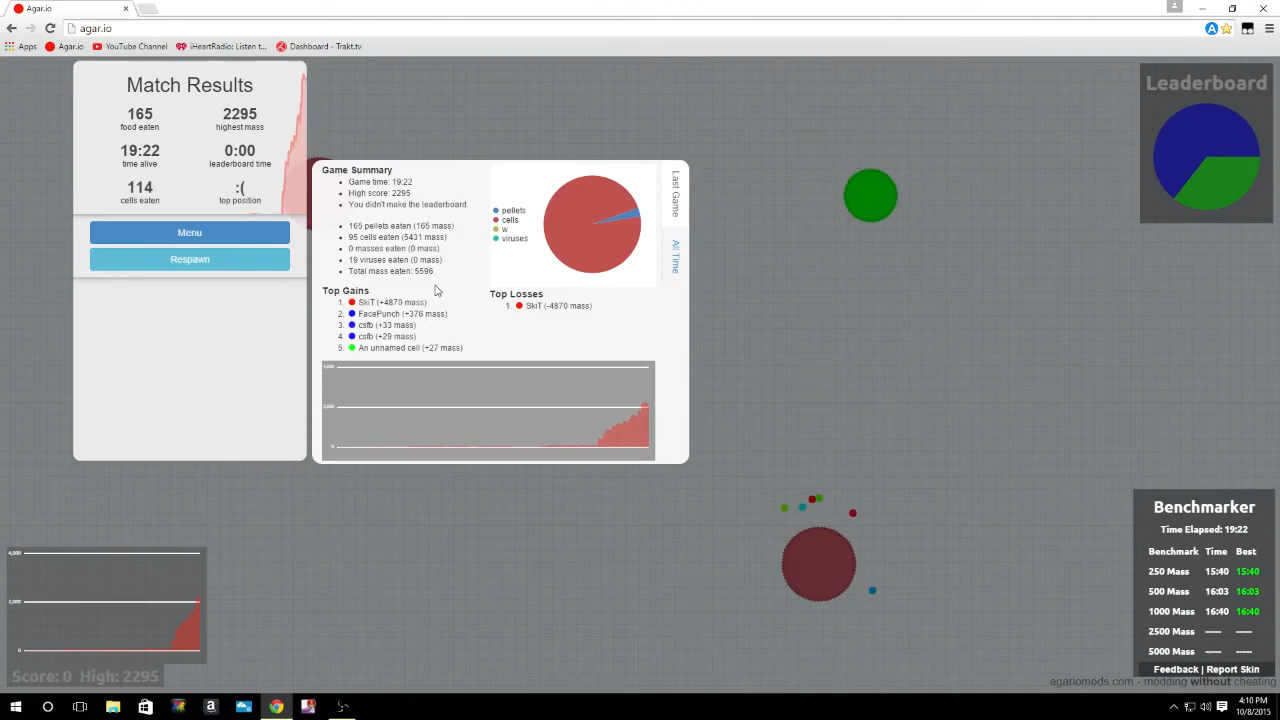 Agar.io
agar.io
Apps
Agar.io
YouTube Channel
iHeartRadio: Listen t...
Dashboard - Trakt.tv
Match Results
165
2295
food eaten
highest mass
19:22
0:00
time alive
leaderboard time
114
:(
cells eaten
top position
Menu
Respawn
Game Summary
Game time: 19:22
High score: 2295
You didn't make the leaderboard.
165 pellets eaten (165 mass)
95 cells eaten (5431 mass)
0 masses eaten (0 mass)
19 viruses eaten (0 mass)
Total mass eaten: 5596
pellets
cells
w
viruses
Last Game
All Time
Top Gains
1. SkiT (+4870 mass)
2. FacePunch (+376 mass)
3. csfb (+33 mass)
4. csfb (+29 mass)
5. An unnamed cell (+27 mass)
Top Losses
1. SkiT (-4870 mass)
0
Leaderboard
4,000
2,000
0
Score: 0 High: 2295
Benchmarker
Time Elapsed: 19:22
Benchmark Time Best
250 Mass 15:40 15:40
500 Mass 16:03 16:03
1000 Mass 16:40 16:40
2500 Mass ----- -----
5000 Mass ----- -----
Feedback | Report Skin
agariomods.com - modding without cheating
4:10 PM
10/8/2015